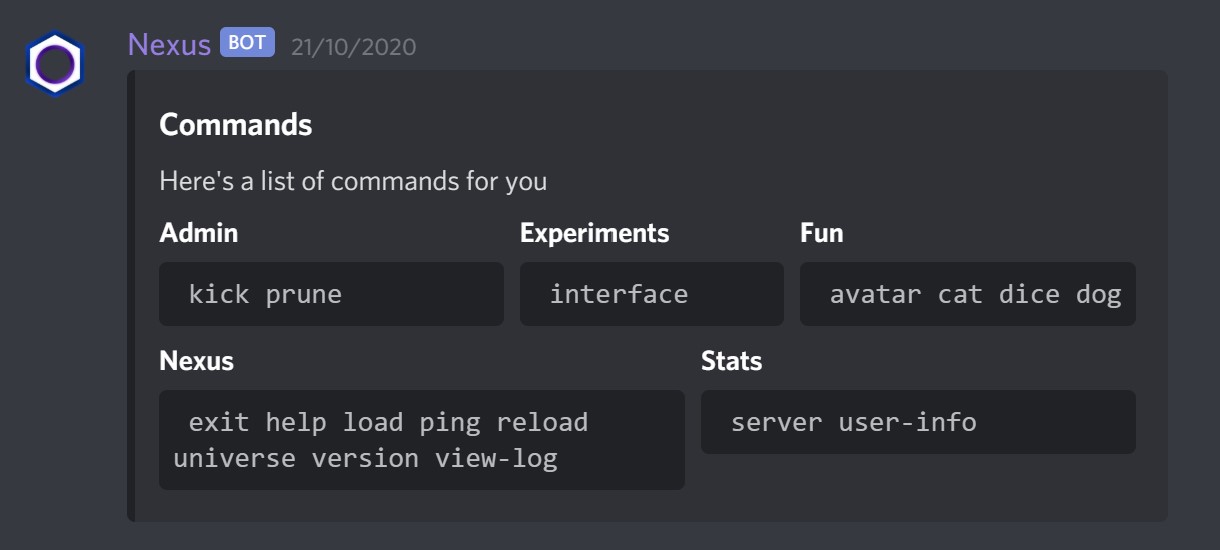 Nexus BOT 21/10/2020
Commands
Here's a list of commands for you
Admin
kick prune
Experiments
interface
Fun
avatar cat dice dog
Nexus
exit help load ping reload
universe version view-log
Stats
server user-info